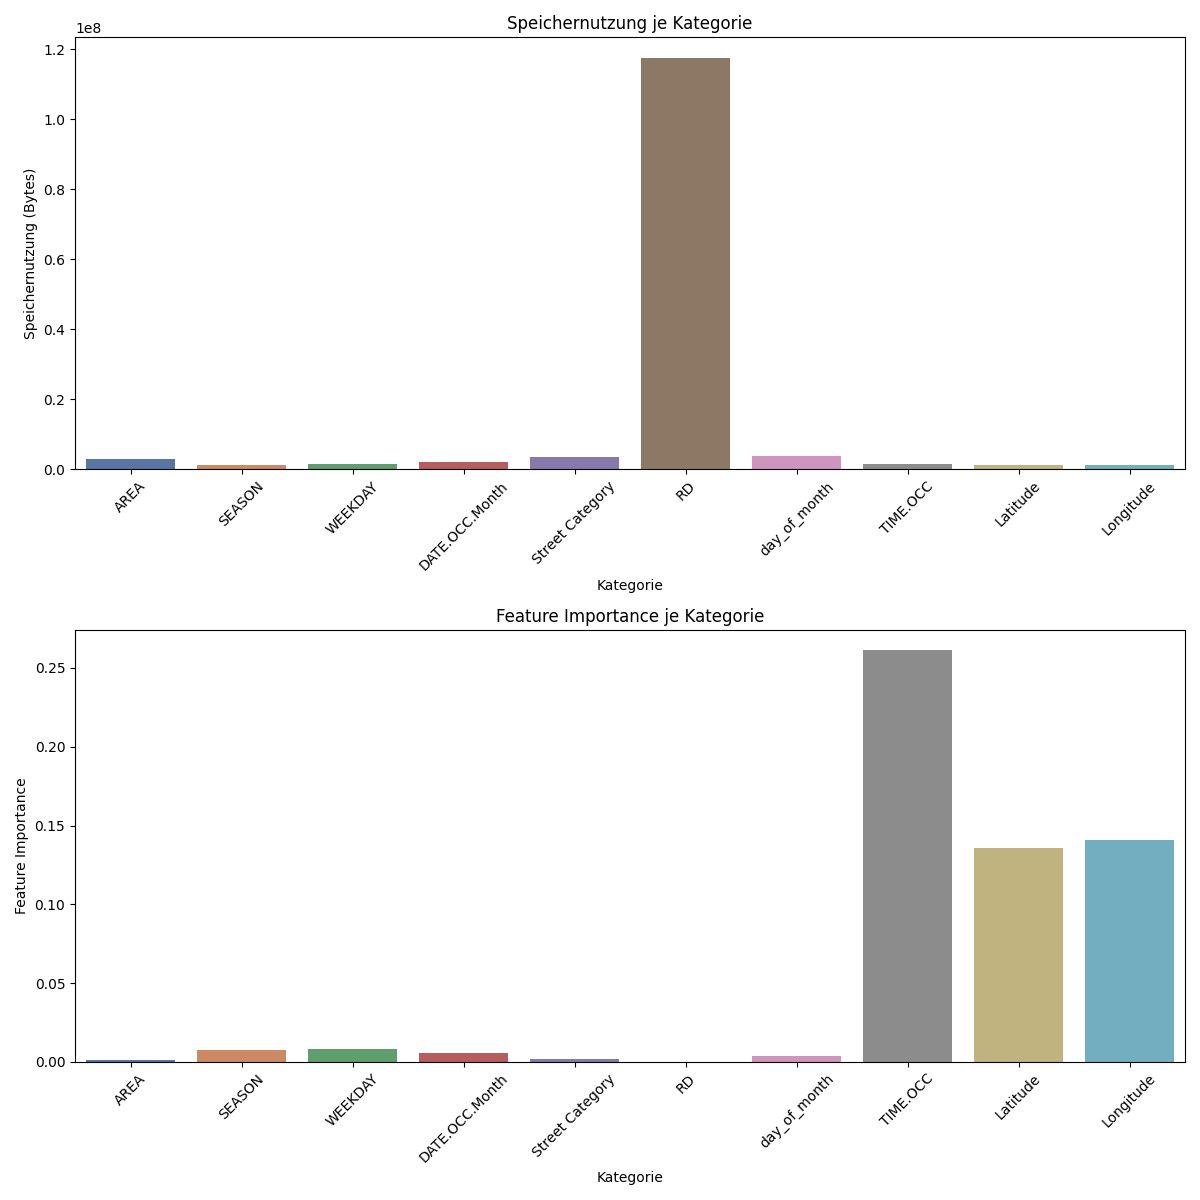 Speichernutzung je Kategorie
1e8
1.2
1.0
0.8
0.6
0.4
0.2
0.0
Speichernutzung (Bytes)
AREA
SEASON
WEEKDAY
DATE.OCC.Month
Street Category
RD
day_of_month
TIME.OCC
Latitude
Longitude
Kategorie
Feature Importance je Kategorie
0.25
0.20
0.15
0.10
0.05
0.00
Feature Importance
AREA
SEASON
WEEKDAY
DATE.OCC.Month
Street Category
RD
day_of_month
TIME.OCC
Latitude
Longitude
Kategorie